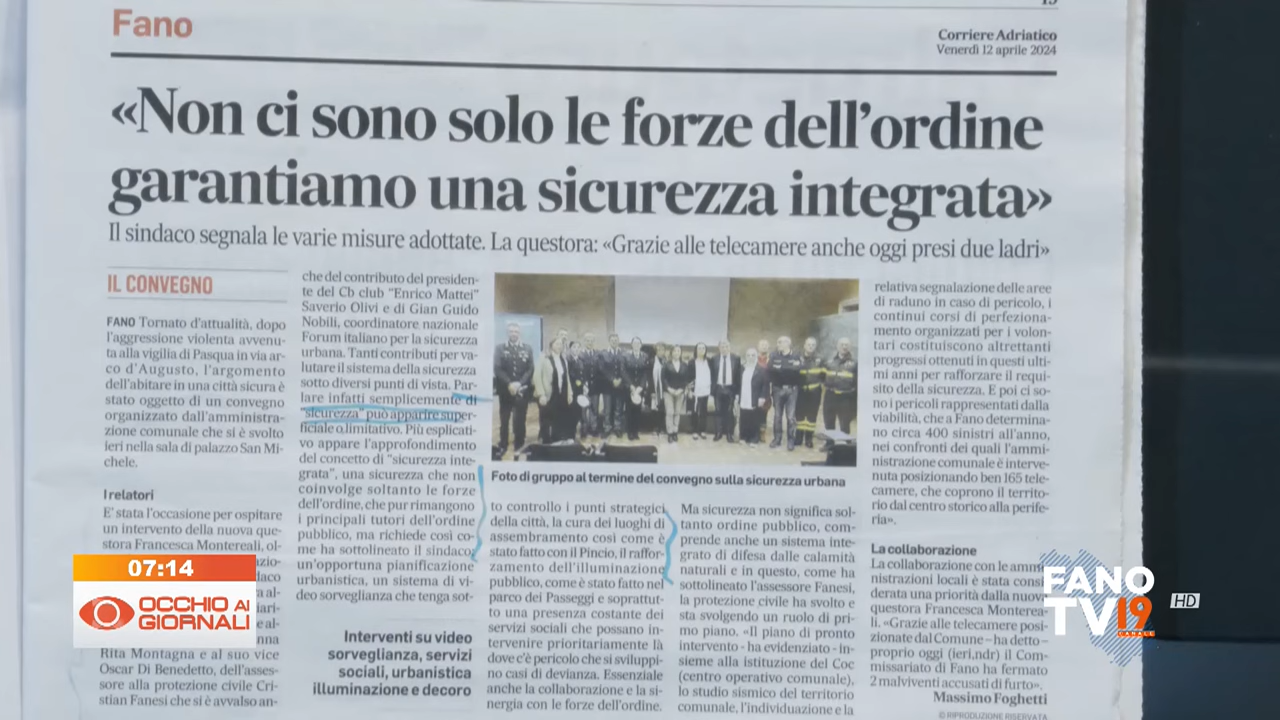 Fano
Corriere Adriatico
Venerdì 12 aprile 2024
«Non ci sono solo le forze dell'ordine
garantiamo una sicurezza integrata»
Il sindaco segnala le varie misure adottate. La questora: «Grazie alle telecamere anche oggi presi due ladri»
IL CONVEGNO
FANO Tornato d'attualità, dopo
l'aggressione violenta avvenu-
ta alla vigilia di Pasqua in via ar-
co d'Augusto, l'argomento
dell'abitare in una città sicura è
stato oggetto di un convegno
organizzato dall'amministra-
zione comunale che si è svolto
ieri nella sala di palazzo San Mi-
chele.
I relatori
E' stata l'occasione per ospitare
un intervento della nuova que-
stora Francesca Montereali, ol-
Rita Montagna e al suo vice
Oscar Di Benedetto, dell'asses-
sore alla protezione civile Cri-
stian Fanesi che si è avvalso an-
che del contributo del presiden-
te del Cb club "Enrico Mattei"
Saverio Olivi e di Gian Guido
Nobili, coordinatore nazionale
Forum italiano per la sicurezza
urbana. Tanti contributi per va-
lutare il sistema della sicurezza
sotto diversi punti di vista. Par-
lare infatti semplicemente di
"sicurezza" può apparire super-
ficiale o limitativo. Più esplicati-
vo appare l'approfondimento
del concetto di "sicurezza inte-
grata", una sicurezza che non
coinvolge soltanto le forze
dell'ordine, che pur rimangono
i principali tutori dell'ordine
pubblico, ma richiede così co-
me ha sottolineato il sindaco,
un'opportuna pianificazione
urbanistica, un sistema di vi-
deo sorveglianza che tenga sot-
Interventi su video
sorveglianza, servizi
sociali, urbanistica
illuminazione e decoro
Foto di gruppo al termine del convegno sulla sicurezza urbana
to controllo i punti strategici
della città, la cura dei luoghi di
assembramento così come è
stato fatto con il Pincio, il raffor-
zamento dell'illuminazione
pubblico, come è stato fatto nel
parco dei Passeggi e soprattut-
to una presenza costante dei
servizi sociali che possano in-
tervenire prioritariamente là
dove c'è pericolo che si sviluppi-
no casi di devianza. Essenziale
anche la collaborazione e la si-
nergia con le forze dell'ordine.
Ma sicurezza non significa sol-
tanto ordine pubblico, com-
prende anche un sistema inte-
grato di difesa dalle calamità
naturali e in questo, come ha
sottolineato l'assessore Fanesi,
la protezione civile ha svolto e
sta svolgendo un ruolo di pri-
mo piano. «Il piano di pronto
intervento - ha evidenziato - in-
sieme alla istituzione del Coc
(centro operativo comunale),
lo studio sismico del territorio
comunale, l'individuazione e la
relativa segnalazione delle aree
di raduno in caso di pericolo, i
continui corsi di perfeziona-
mento organizzati per i volon-
tari costituiscono altrettanti
progressi ottenuti in questi ulti-
mi anni per rafforzare il requi-
sito della sicurezza. E poi ci so-
no i pericoli rappresentati dalla
viabilità, che a Fano determina-
no circa 400 sinistri all'anno,
nei confronti dei quali l'ammi-
nistrazione comunale è interve-
nuta posizionando ben 165 tele-
camere, che coprono il territo-
rio dal centro storico alla perife-
ria».
La collaborazione
La collaborazione con le ammi-
nistrazioni locali è stata consi-
derata una priorità dalla nuova
questora Francesca Monterea-
li. «Grazie alle telecamere posi-
zionate dal Comune – ha detto –
proprio oggi (ieri,ndr) il Com-
missariato di Fano ha fermato
2 malviventi accusati di furto».
Massimo Foghetti
© RIPRODUZIONE RISERVATA
07:14
OCCHIO AI
GIORNALI
FANO
TV19
CANALE
HD